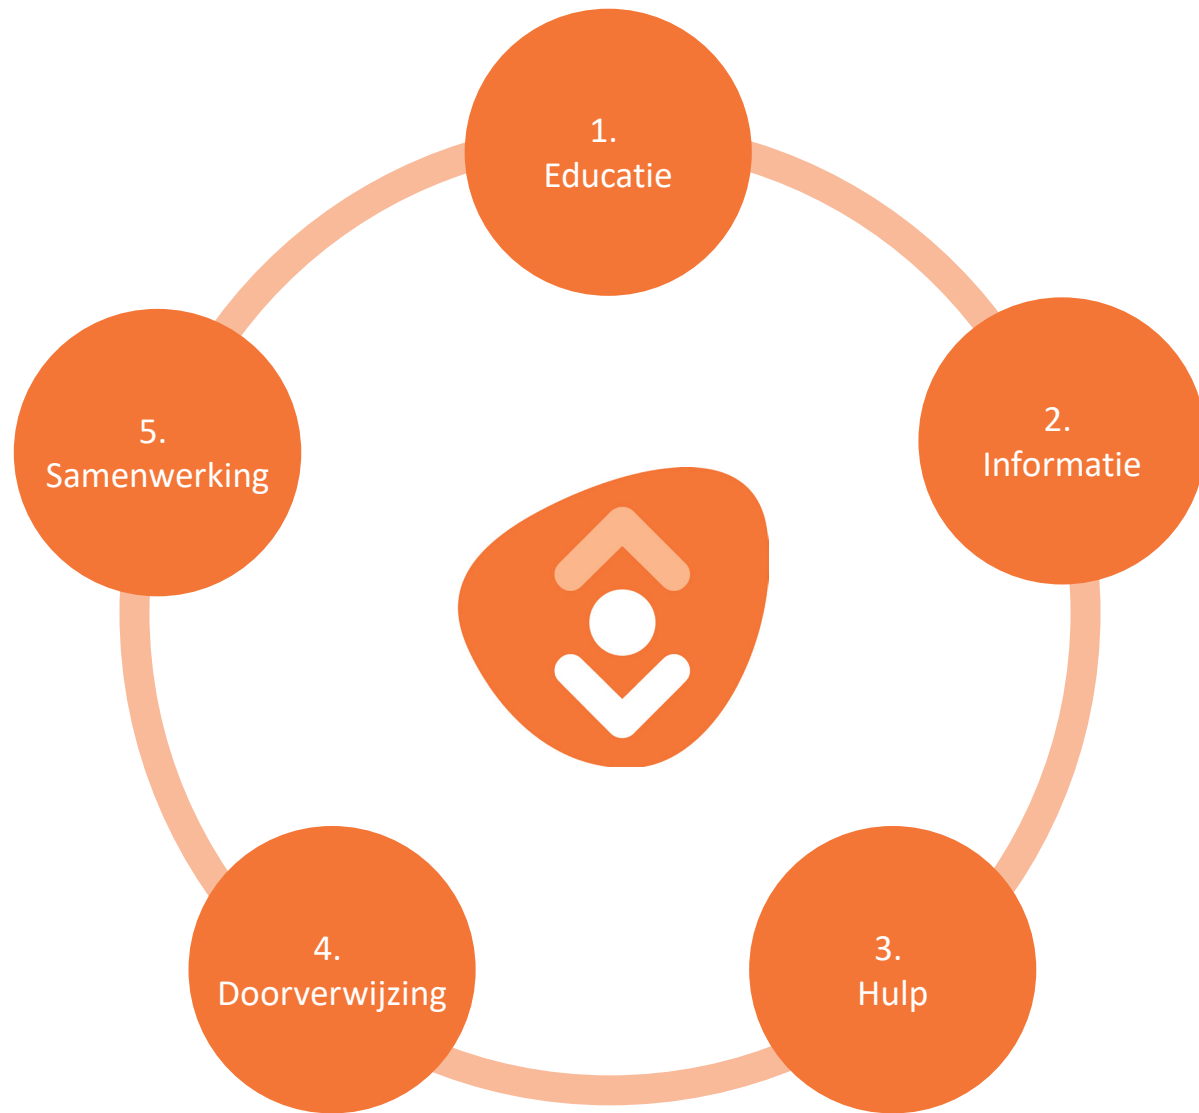 1.
Educatie
2.
Informatie
3.
Hulp
4.
Doorverwijzing
5.
Samenwerking